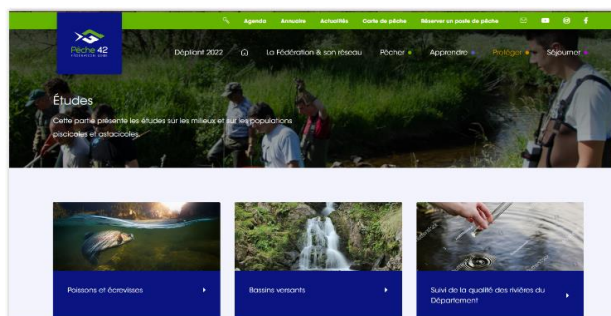 Agenda Annuaire Actualités Carte de pêche Réserver un poste de pêche
Pêche 42
Dépliant 2022 La Fédération & son réseau Pêcher Apprendre Protéger Séjourner
Études
Cette partie présente les études sur les milieux et sur les populations
piscicoles et astacicoles.
Poissons et écrevisses
Bassins versants
Suivi de la qualité des rivières du
Département